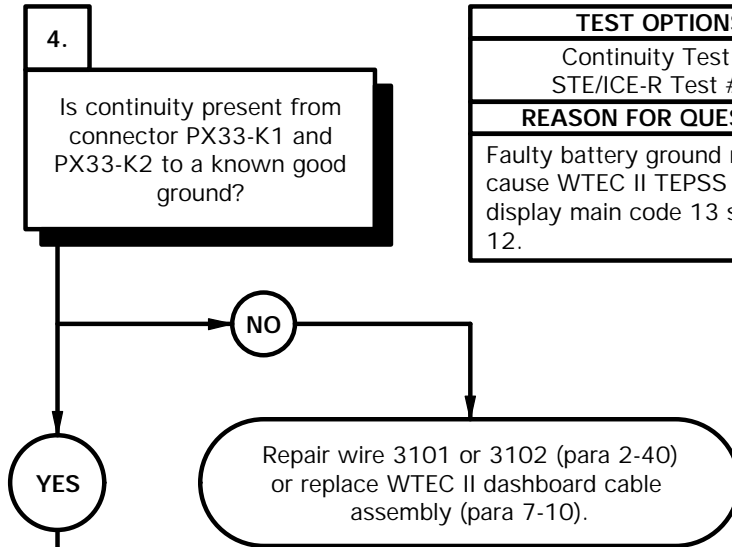 4.
Is continuity present from
connector PX33-K1 and
PX33-K2 to a known good
ground?
TEST OPTIONS
Continuity Test
STE/ICE-R Test #
REASON FOR QUES
Faulty battery ground
cause WTEC II TEPSS
display main code 13 s
12.
NO
YES
Repair wire 3101 or 3102 (para 2-40)
or replace WTEC II dashboard cable
assembly (para 7-10).